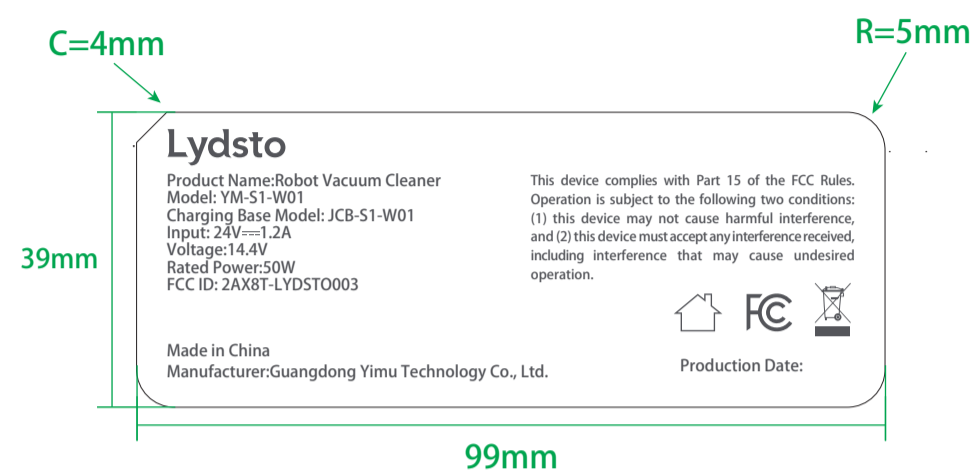 C=4mm
R=5mm
Lydsto
Product Name:Robot Vacuum Cleaner
Model: YM-S1-W01
Charging Base Model: JCB-S1-W01
Input: 24V⎓1.2A
Voltage:14.4V
Rated Power:50W
FCC ID: 2AX8T-LYDSTO003
This device complies with Part 15 of the FCC Rules.
Operation is subject to the following two conditions:
(1) this device may not cause harmful interference,
and (2) this device must accept any interference received,
including interference that may cause undesired
operation.
39mm
FC
Made in China
Manufacturer:Guangdong Yimu Technology Co., Ltd.
Production Date:
99mm